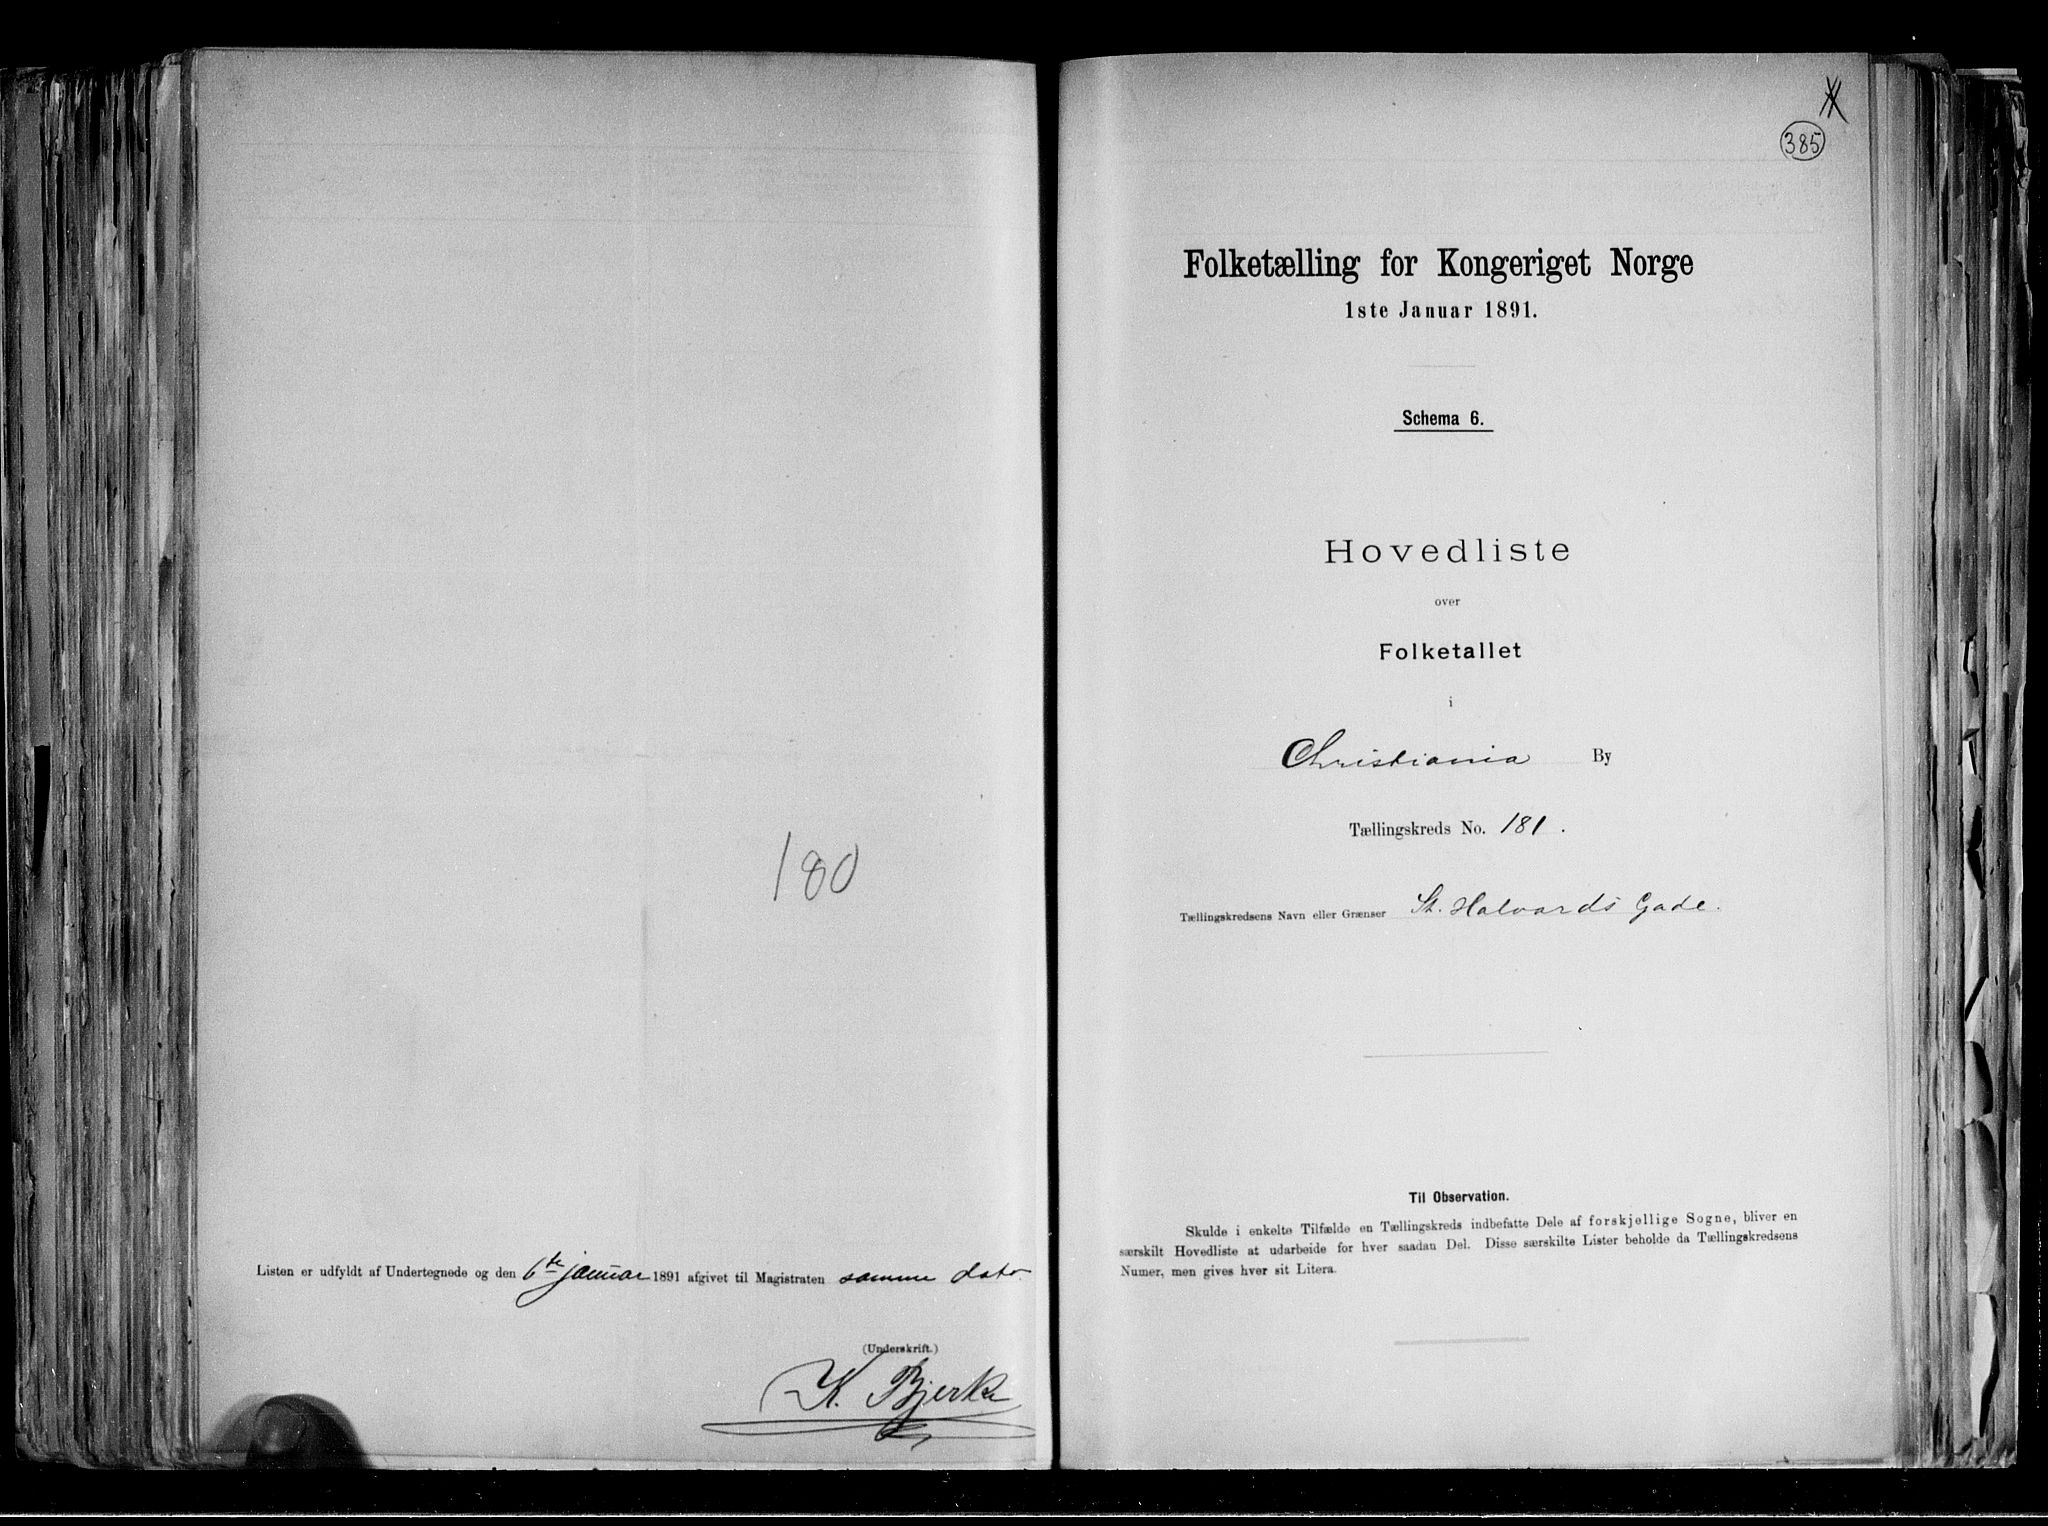 180
Listen er udfyldt af Undertegnede og den 6te januar 1891 afgivet til Magistraten samme dato.
(Underskrift.)
K. Bjerke
385
Folketælling for Kongeriget Norge
1ste Januar 1891.
Schema 6.
Hovedliste
over
Folketallet
i
Christiania By
Tællingskreds No. 181.
Tællingskredsens Navn eller Grænser St. Halvards Gade.
Til Observation.
Skulde i enkelte Tilfælde en Tællingskreds indbefatte Dele af forskjellige Sogne, bliver en
særskilt Hovedliste at udarbeide for hver saadan Del. Disse særskilte Lister beholde da Tællingskredsens
Numer, men gives hver sit Litera.